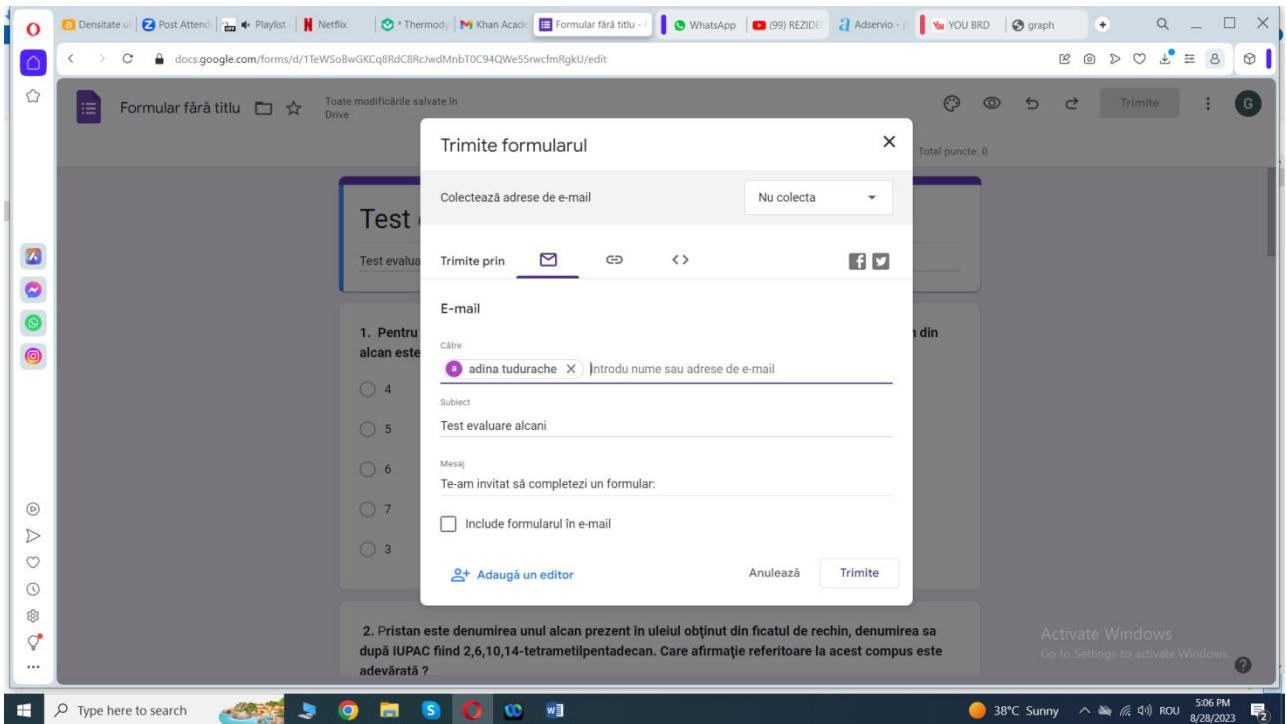 Densitate ul
Post Attend
Playlist -
Netflix
* Thermody
Khan Acade
Formular fără titlu -
WhatsApp
(99) REZIDE
Adservio - p
YOU BRD
graph
docs.google.com/forms/d/1TeWSoBwGKCq8RdC8RcJwdMnbT0C94QWe55rwcfmRgkU/edit
Formular fără titlu
Toate modificările salvate în
Drive
Trimite
G
Total puncte: 0
Trimite formularul
Colectează adrese de e-mail
Nu colecta
Test
Test evalua
Trimite prin
E-mail
1. Pentru
n din
alcan este
Către
a adina tudurache
Introdu nume sau adrese de e-mail
4
Subiect
5
Test evaluare alcani
6
Mesaj
Te-am invitat să completezi un formular:
7
Include formularul în e-mail
3
Adaugă un editor
Anulează
Trimite
2. Pristan este denumirea unul alcan prezent în uleiul obținut din ficatul de rechin, denumirea sa
după IUPAC fiind 2,6,10,14-tetrametilpentadecan. Care afirmație referitoare la acest compus este
adevărată ?
Activate Windows
Go to Settings to activate Windows.
Type here to search
38°C Sunny
ROU
5:06 PM
8/28/2023
2